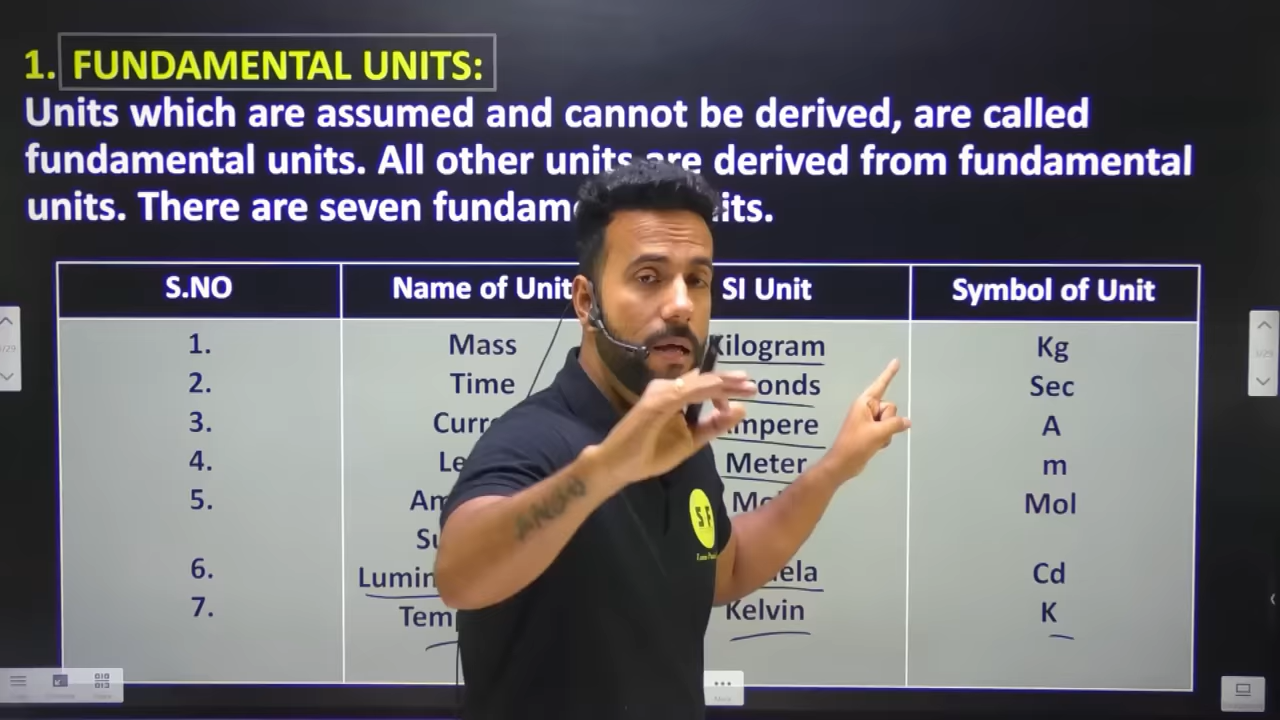 1. FUNDAMENTAL UNITS:
Units which are assumed and cannot be derived, are called
fundamental units. All other units are derived from fundamental
units. There are seven
S.NO Name of Unit SI Unit Symbol of Unit
1. Mass Kilogram Kg
2. Time Sec
3. A
4. Meter m
5. Mol
6. Cd
7. Kelvin K
SF